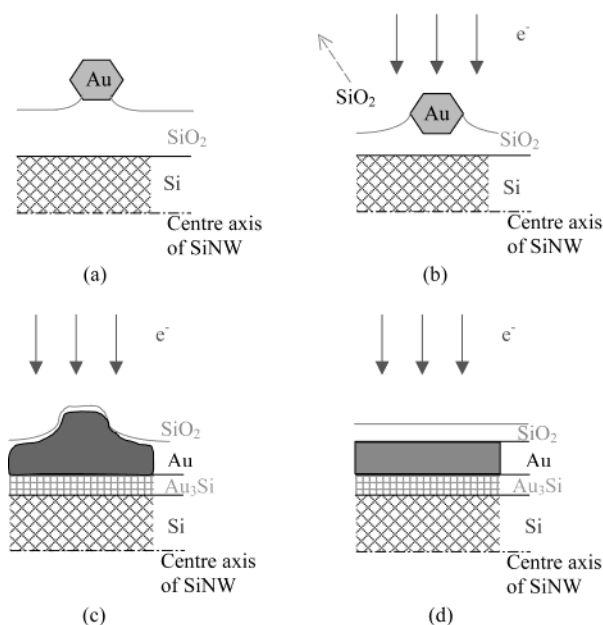 Au
SiO₂
Si
Centre axis
of SiNW
(a)
e⁻
SiO₂
Au
SiO₂
Si
Centre axis
of SiNW
(b)
e⁻
SiO₂
Au
Au₃Si
Si
Centre axis
of SiNW
(c)
e⁻
SiO₂
Au
Au₃Si
Si
Centre axis
of SiNW
(d)